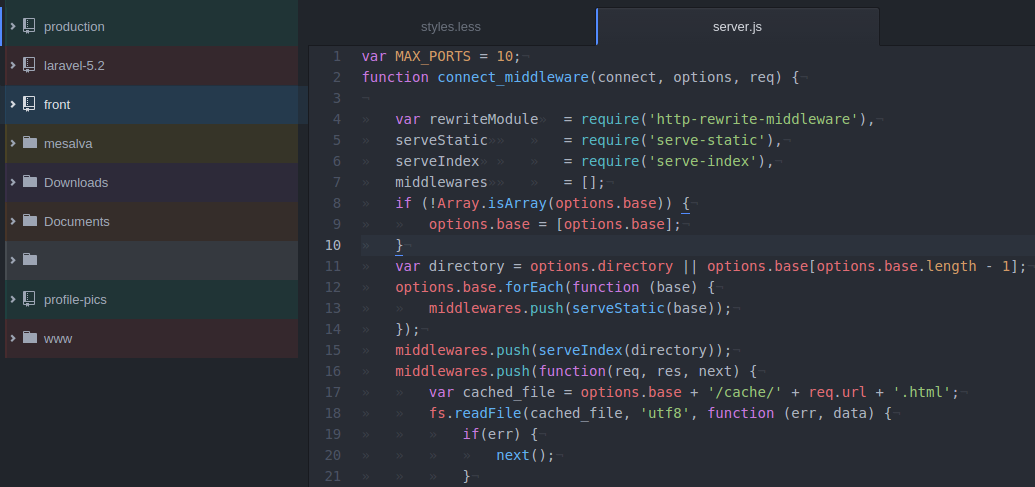 production
laravel-5.2
front
mesalva
Downloads
Documents
profile-pics
www
styles.less
server.js
1 var MAX_PORTS = 10;¬
2 function connect_middleware(connect, options, req) {¬
3 ¬
4 » var rewriteModule» = require('http-rewrite-middleware'),¬
5 » serveStatic»» » = require('serve-static'),¬
6 » serveIndex» » » = require('serve-index'),¬
7 » middlewares»» » = [];¬
8 » if (!Array.isArray(options.base)) {¬
9 » » options.base = [options.base];¬
10 » }¬
11 » var directory = options.directory || options.base[options.base.length - 1];¬
12 » options.base.forEach(function (base) {¬
13 » » middlewares.push(serveStatic(base));¬
14 » });¬
15 » middlewares.push(serveIndex(directory));¬
16 » middlewares.push(function(req, res, next) {¬
17 » » var cached_file = options.base + '/cache/' + req.url + '.html';¬
18 » » fs.readFile(cached_file, 'utf8', function (err, data) {¬
19 » » » if(err) {¬
20 » » » » next();¬
21 » » » }¬